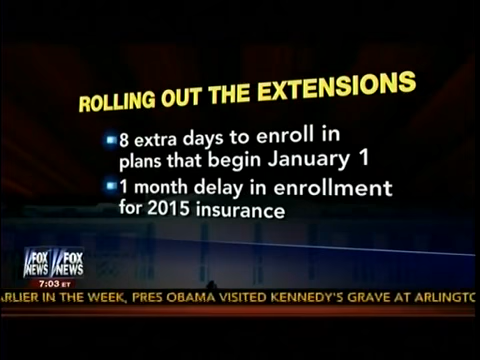 ROLLING OUT THE EXTENSIONS
8 extra days to enroll in
plans that begin January 1
1 month delay in enrollment
for 2015 insurance
FOX NEWS FOX NEWS
7:03 ET
ARLIER IN THE WEEK, PRES OBAMA VISITED KENNEDY'S GRAVE AT ARLINGTO